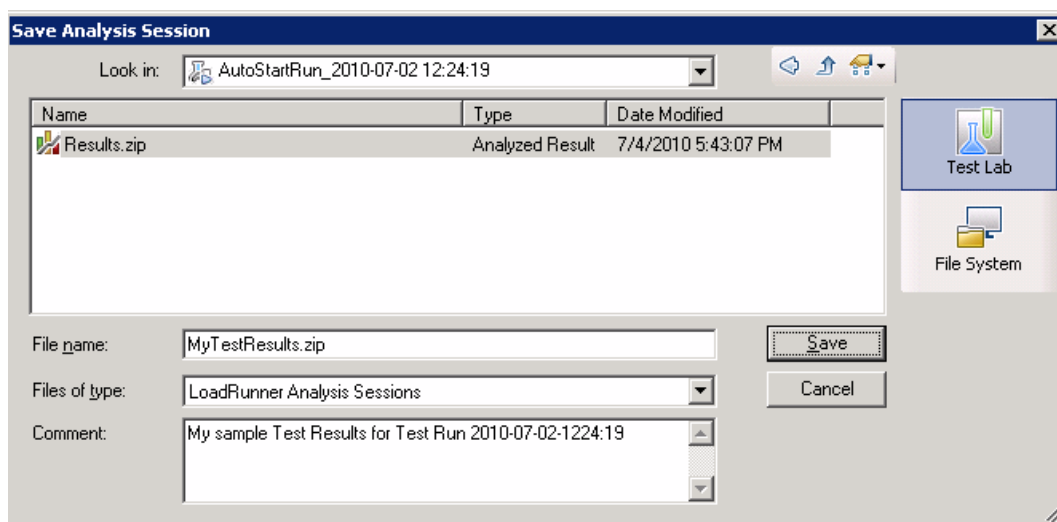 Save Analysis Session
Look in: AutoStartRun_2010-07-02 12:24:19
Name Type Date Modified
Results.zip Analyzed Result 7/4/2010 5:43:07 PM
Test Lab
File System
File name: MyTestResults.zip Save
Files of type: LoadRunner Analysis Sessions Cancel
Comment: My sample Test Results for Test Run 2010-07-02-1224:19